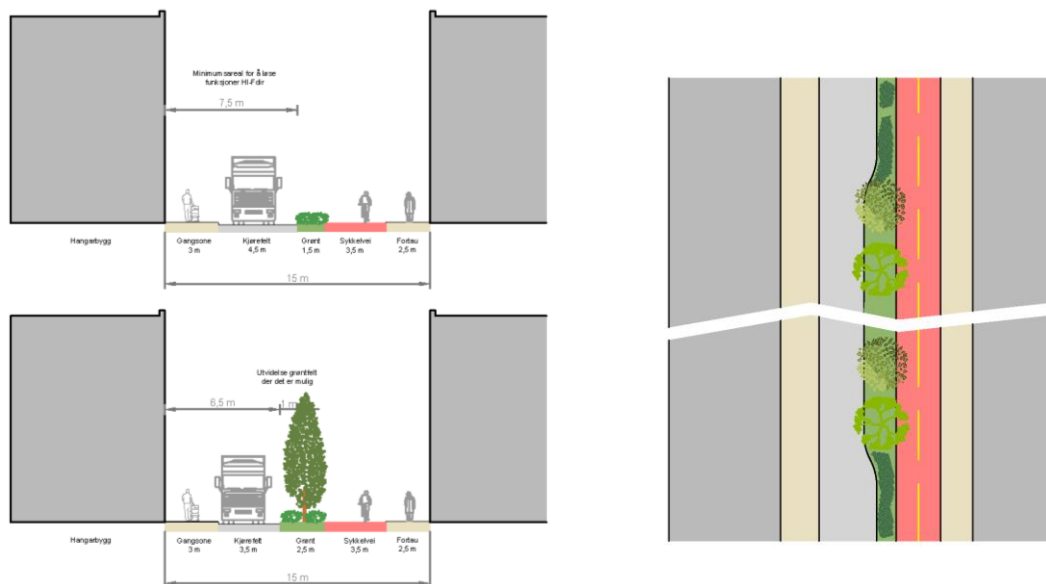 Minimumsareal for å løse
funksjoner HI-Fdir
7,5 m
Hangarbygg
Gangsone
3 m
Kjørefelt
4,5 m
Grønt
1,5 m
Sykkelvei
3,5 m
Fortau
2,5 m
15 m
Utvidelse grøntfelt
der det er mulig
6,5 m
1 m
Hangarbygg
Gangsone
3 m
Kjørefelt
3,5 m
Grønt
2,5 m
Sykkelvei
3,5 m
Fortau
2,5 m
15 m